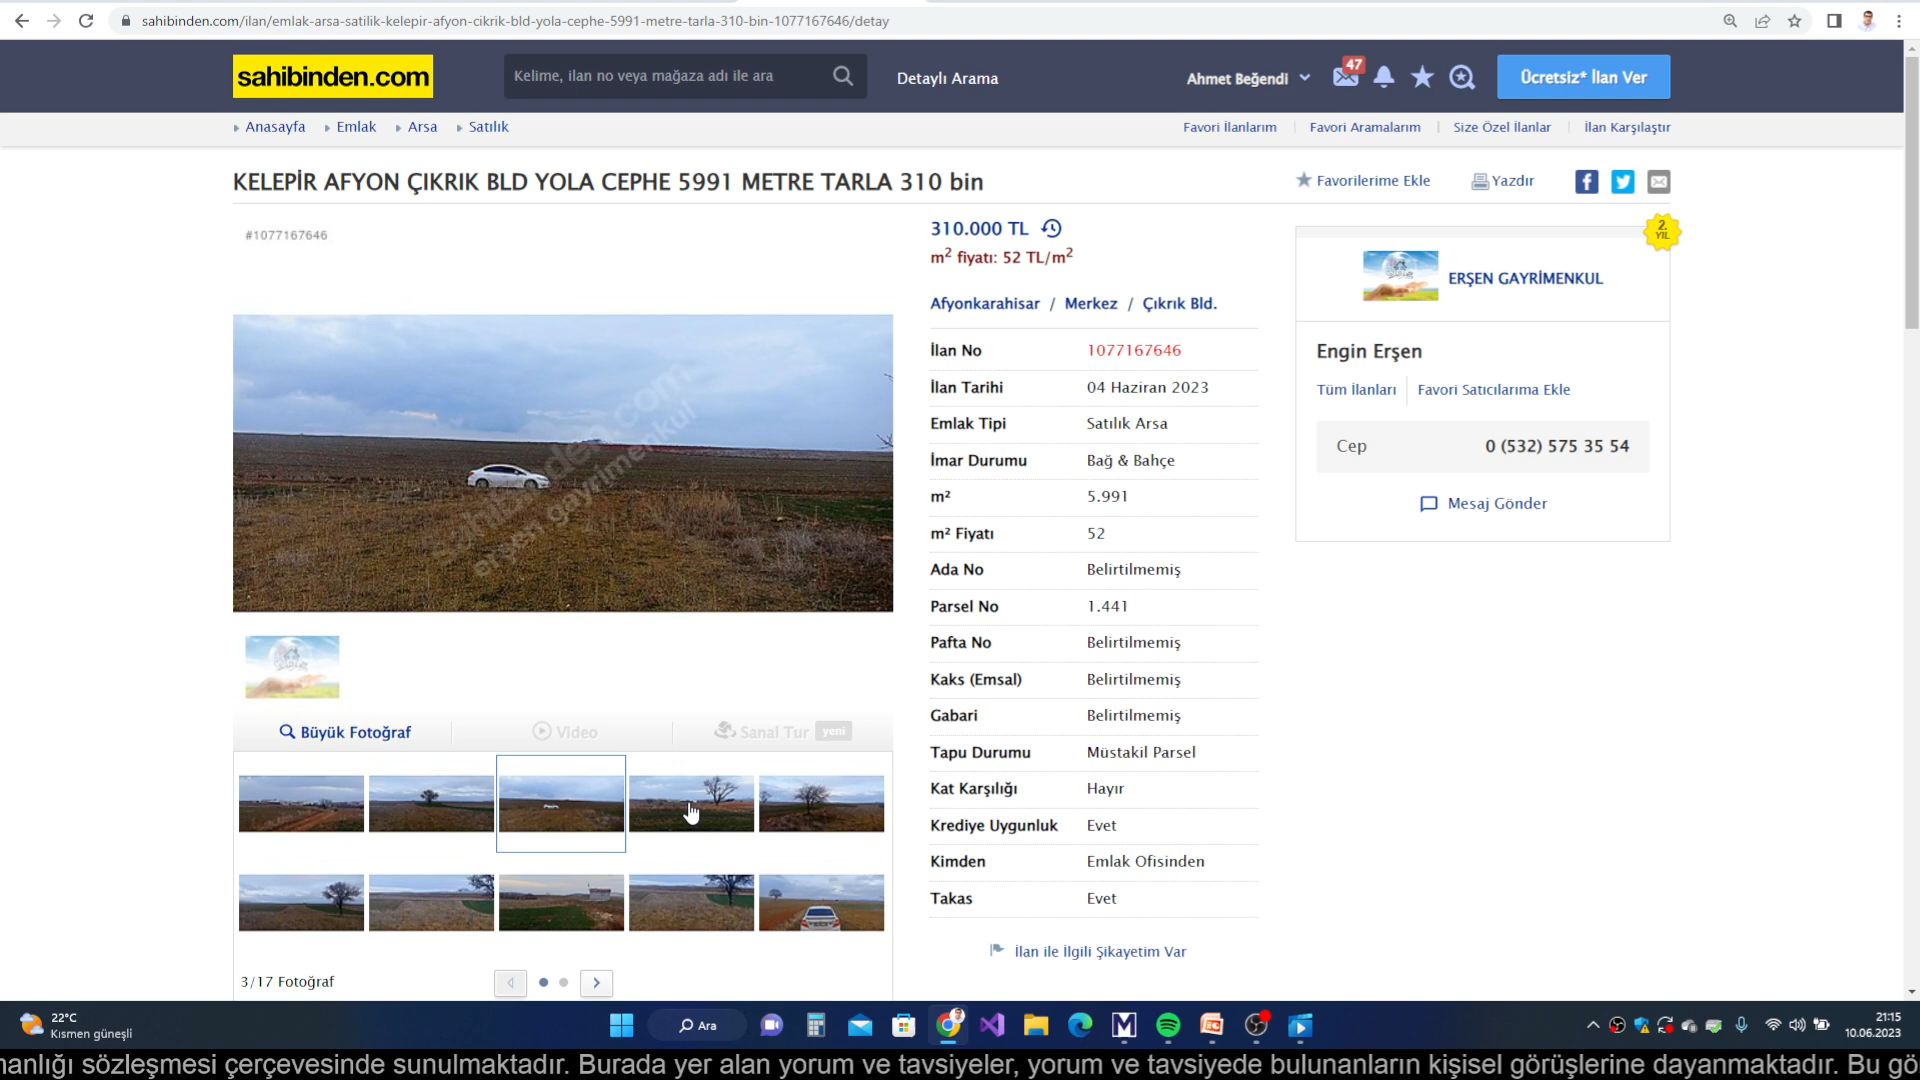 sahibinden.com/ilan/emlak-arsa-satilik-kelepir-afyon-cikrik-bld-yola-cephe-5991-metre-tarla-310-bin-1077167646/detay
sahibinden.com
Kelime, ilan no veya mağaza adı ile ara
Detaylı Arama
Ahmet Beğendi
47
Ücretsiz* İlan Ver
Anasayfa
Emlak
Arsa
Satılık
Favori İlanlarım
Favori Aramalarım
Size Özel İlanlar
İlan Karşılaştır
KELEPİR AFYON ÇIKRIK BLD YOLA CEPHE 5991 METRE TARLA 310 bin
Favorilerime Ekle
Yazdır
#1077167646
sahibinden.com
erşen gayrimenkul
Büyük Fotoğraf
Video
Sanal Tur yeni
3/17 Fotoğraf
310.000 TL
m² fiyatı: 52 TL/m²
Afyonkarahisar / Merkez / Çıkrık Bld.
İlan No 1077167646
İlan Tarihi 04 Haziran 2023
Emlak Tipi Satılık Arsa
İmar Durumu Bağ & Bahçe
m² 5.991
m² Fiyatı 52
Ada No Belirtilmemiş
Parsel No 1.441
Pafta No Belirtilmemiş
Kaks (Emsal) Belirtilmemiş
Gabari Belirtilmemiş
Tapu Durumu Müstakil Parsel
Kat Karşılığı Hayır
Krediye Uygunluk Evet
Kimden Emlak Ofisinden
Takas Evet
İlan ile İlgili Şikayetim Var
2.
YIL
ERŞEN GAYRİMENKUL
Engin Erşen
Tüm İlanları
Favori Satıcılarıma Ekle
Cep 0 (532) 575 35 54
Mesaj Gönder
22°C
Kısmen güneşli
Ara
21:15
10.06.2023
manlığı sözleşmesi çerçevesinde sunulmaktadır. Burada yer alan yorum ve tavsiyeler, yorum ve tavsiyede bulunanların kişisel görüşlerine dayanmaktadır. Bu gö